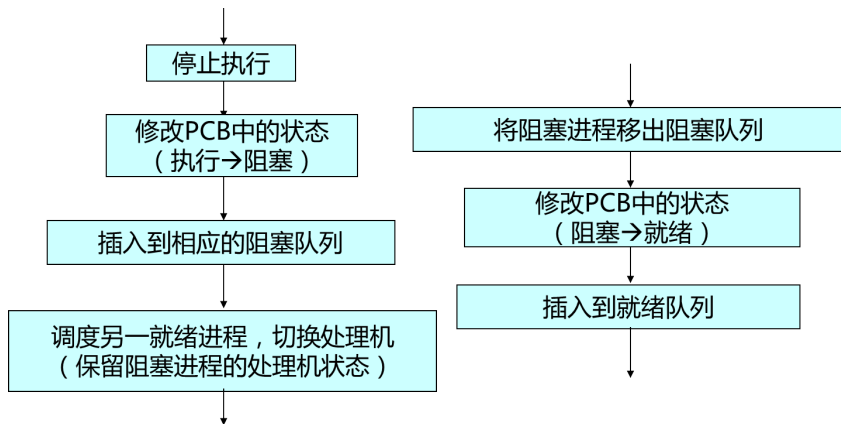 停止执行
修改PCB中的状态
（执行→阻塞）
插入到相应的阻塞队列
调度另一就绪进程，切换处理机
（保留阻塞进程的处理机状态）
将阻塞进程移出阻塞队列
修改PCB中的状态
（阻塞→就绪）
插入到就绪队列